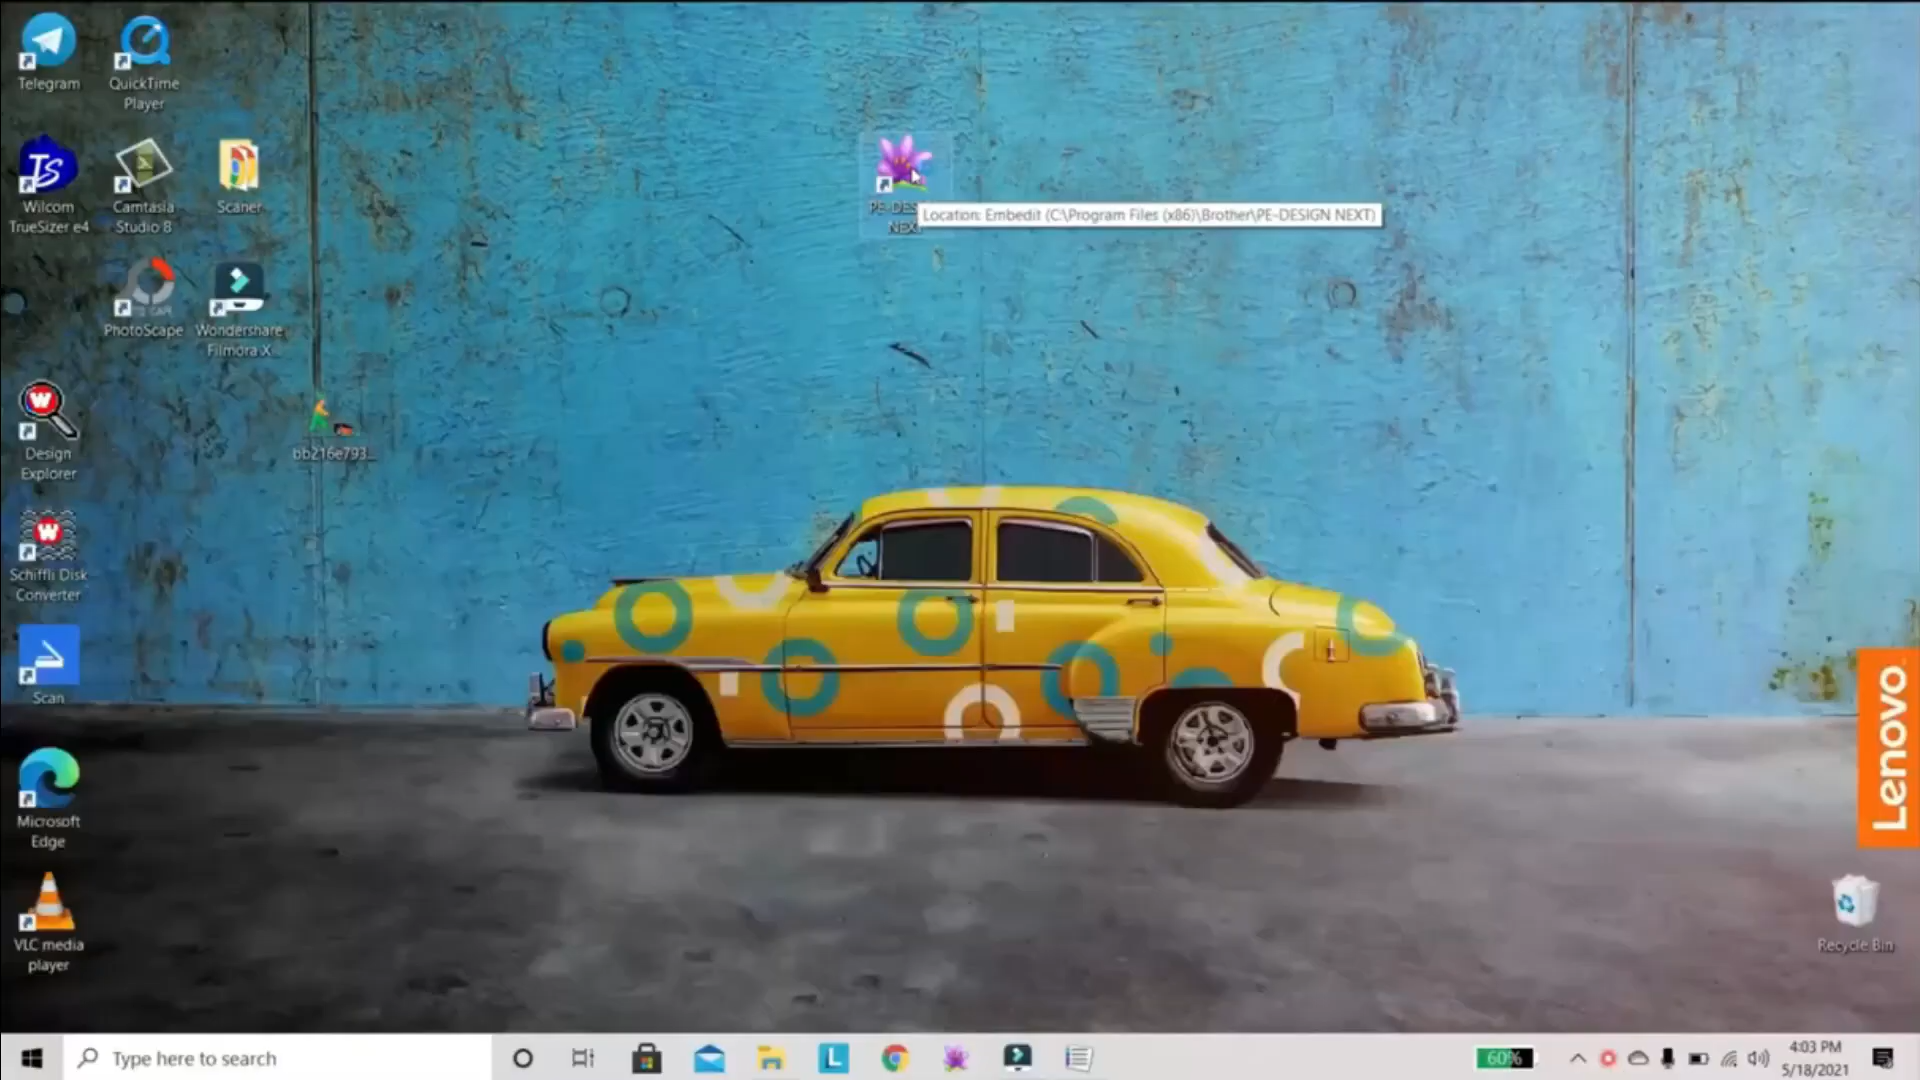 Telegram
QuickTime
Player
Wilcom
TrueSizer e4
Camtasia
Studio 8
Scaner
PhotoScape
Wondershare
Filmora X
Design
Explorer
bb216e793...
Schiffli Disk
Converter
Scan
Microsoft
Edge
VLC media
player
NEXT
Location: Embedit (C:\Program Files (x86)\Brother\PE-DESIGN NEXT)
Lenovo
Recycle Bin
Type here to search
60%
4:03 PM
5/18/2021